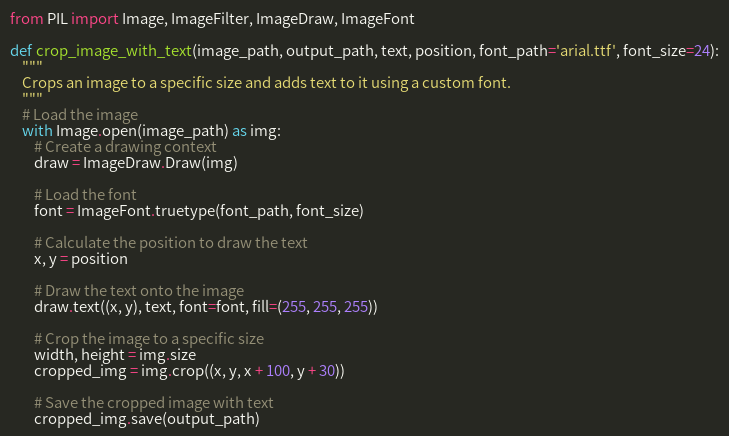 from PIL import Image, ImageFilter, ImageDraw, ImageFont

def crop_image_with_text(image_path, output_path, text, position, font_path='arial.ttf', font_size=24):
    """
    Crops an image to a specific size and adds text to it using a custom font.
    """
    # Load the image
    with Image.open(image_path) as img:
        # Create a drawing context
        draw = ImageDraw.Draw(img)

        # Load the font
        font = ImageFont.truetype(font_path, font_size)

        # Calculate the position to draw the text
        x, y = position

        # Draw the text onto the image
        draw.text((x, y), text, font=font, fill=(255, 255, 255))

        # Crop the image to a specific size
        width, height = img.size
        cropped_img = img.crop((x, y, x + 100, y + 30))

        # Save the cropped image with text
        cropped_img.save(output_path)